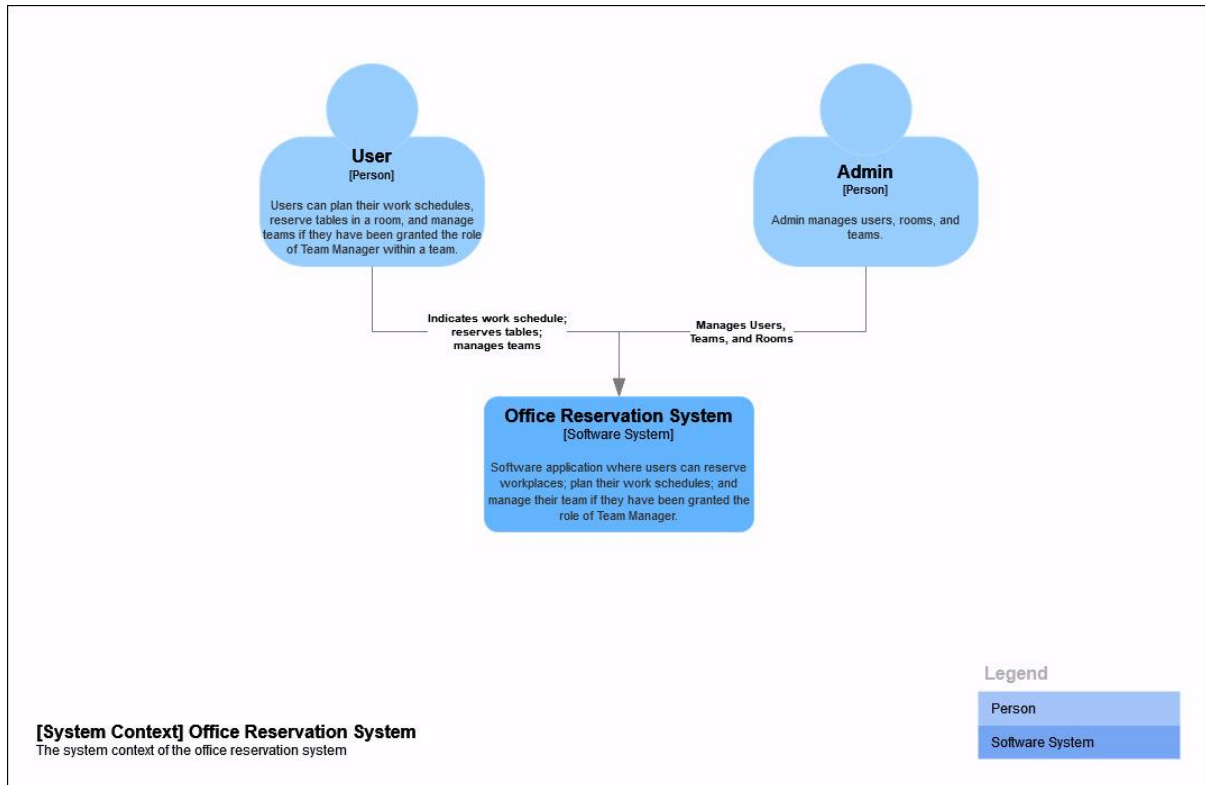 User
[Person]
Users can plan their work schedules,
reserve tables in a room, and manage
teams if they have been granted the role
of Team Manager within a team.
Admin
[Person]
Admin manages users, rooms, and
teams.
Indicates work schedule;
reserves tables;
manages teams
Manages Users,
Teams, and Rooms
Office Reservation System
[Software System]
Software application where users can reserve
workplaces; plan their work schedules; and
manage their team if they have been granted the
role of Team Manager.
Legend
Person
Software System
[System Context] Office Reservation System
The system context of the office reservation system